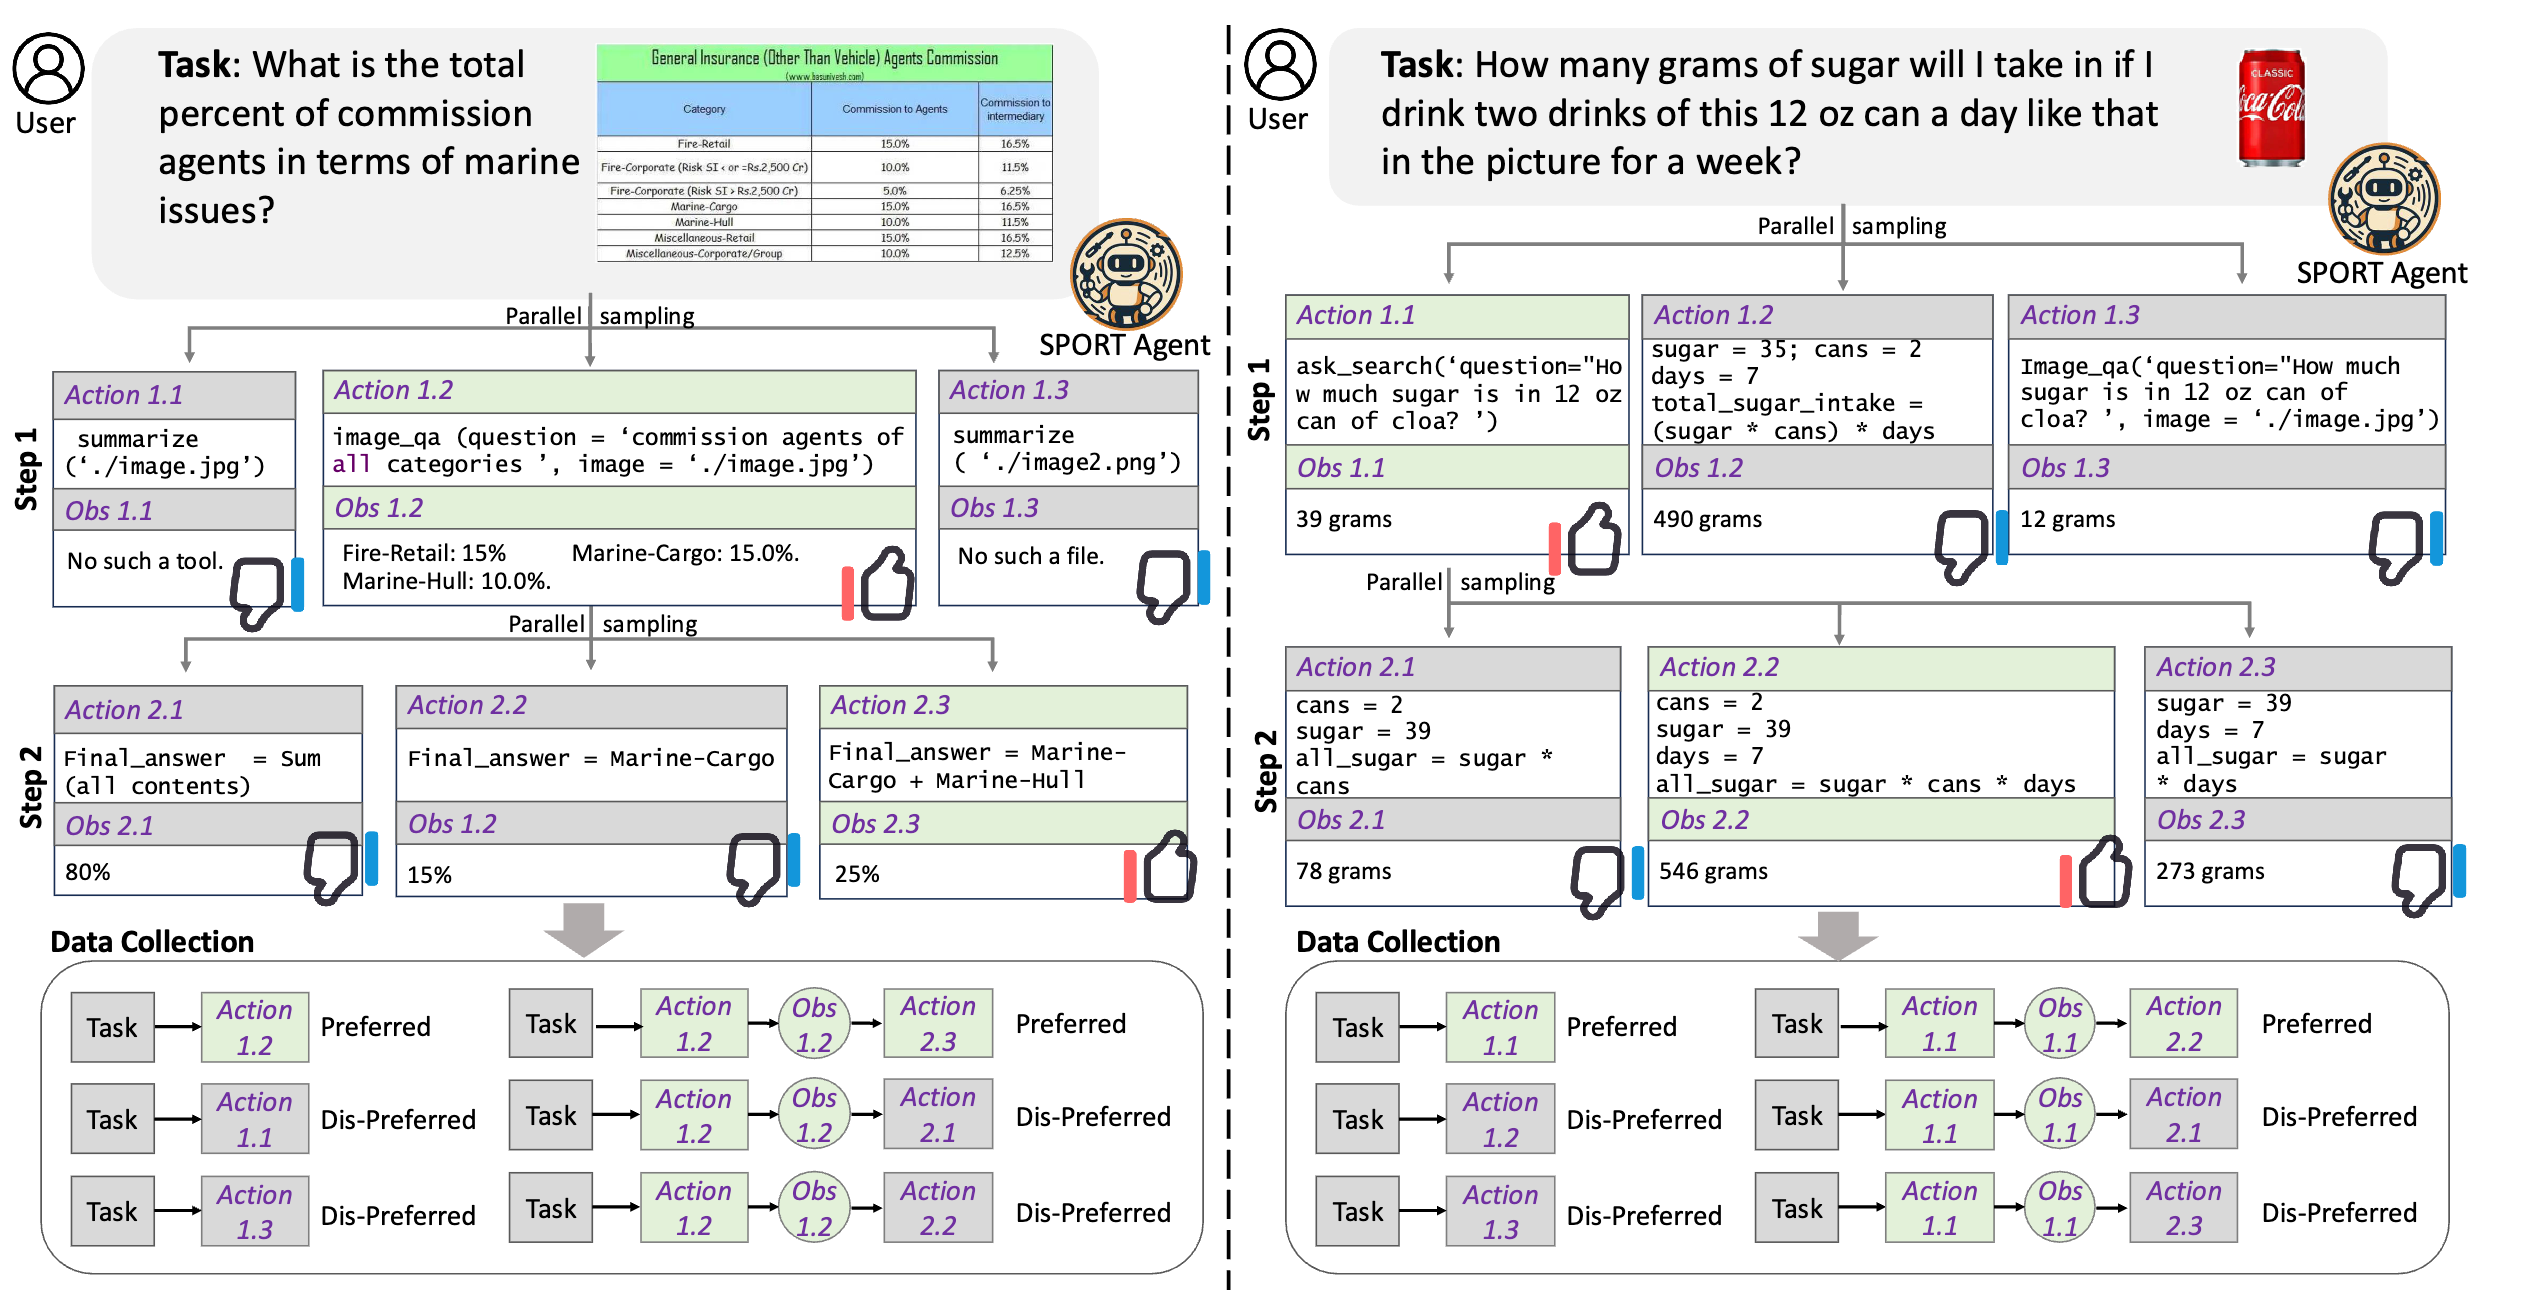 User
Task: What is the total
percent of commission
agents in terms of marine
issues?
General Insurance (Other Than Vehicle) Agents Commission
(www.basunivesh.com)
Category
Commission to Agents
Commission to
intermediary
Fire-Retail
15.0%
16.5%
Fire-Corporate (Risk SI < or =Rs.2,500 Cr)
10.0%
11.5%
Fire-Corporate (Risk SI > Rs.2,500 Cr)
5.0%
6.25%
Marine-Cargo
15.0%
16.5%
Marine-Hull
10.0%
11.5%
Miscellaneous-Retail
15.0%
16.5%
Miscellaneous-Corporate/Group
10.0%
12.5%
SPORT Agent
Parallel sampling
Step 1
Action 1.1
summarize
(‘./image.jpg’)
Obs 1.1
No such a tool.
Action 1.2
image_qa (question = ‘commission agents of
all categories ’, image = ‘./image.jpg’)
Obs 1.2
Fire-Retail: 15% Marine-Cargo: 15.0%.
Marine-Hull: 10.0%.
Action 1.3
summarize
( ‘./image2.png’)
Obs 1.3
No such a file.
Parallel sampling
Step 2
Action 2.1
Final_answer = Sum
(all contents)
Obs 2.1
80%
Action 2.2
Final_answer = Marine-Cargo
Obs 1.2
15%
Action 2.3
Final_answer = Marine-
Cargo + Marine-Hull
Obs 2.3
25%
Data Collection
Task
Action
1.2
Preferred
Task
Action
1.1
Dis-Preferred
Task
Action
1.3
Dis-Preferred
Task
Action
1.2
Obs
1.2
Action
2.3
Preferred
Task
Action
1.2
Obs
1.2
Action
2.1
Dis-Preferred
Task
Action
1.2
Obs
1.2
Action
2.2
Dis-Preferred
User
Task: How many grams of sugar will I take in if I
drink two drinks of this 12 oz can a day like that
in the picture for a week?
CLASSIC
Coca-Cola
SPORT Agent
Parallel sampling
Step 1
Action 1.1
ask_search(‘question="Ho
w much sugar is in 12 oz
can of cloa? ’)
Obs 1.1
39 grams
Action 1.2
sugar = 35; cans = 2
days = 7
total_sugar_intake =
(sugar * cans) * days
Obs 1.2
490 grams
Action 1.3
Image_qa(‘question="How much
sugar is in 12 oz can of
cloa? ’, image = ‘./image.jpg’)
Obs 1.3
12 grams
Parallel sampling
Step 2
Action 2.1
cans = 2
sugar = 39
all_sugar = sugar *
cans
Obs 2.1
78 grams
Action 2.2
cans = 2
sugar = 39
days = 7
all_sugar = sugar * cans * days
Obs 2.2
546 grams
Action 2.3
sugar = 39
days = 7
all_sugar = sugar
* days
Obs 2.3
273 grams
Data Collection
Task
Action
1.1
Preferred
Task
Action
1.2
Dis-Preferred
Task
Action
1.3
Dis-Preferred
Task
Action
1.1
Obs
1.1
Action
2.2
Preferred
Task
Action
1.1
Obs
1.1
Action
2.1
Dis-Preferred
Task
Action
1.1
Obs
1.1
Action
2.3
Dis-Preferred